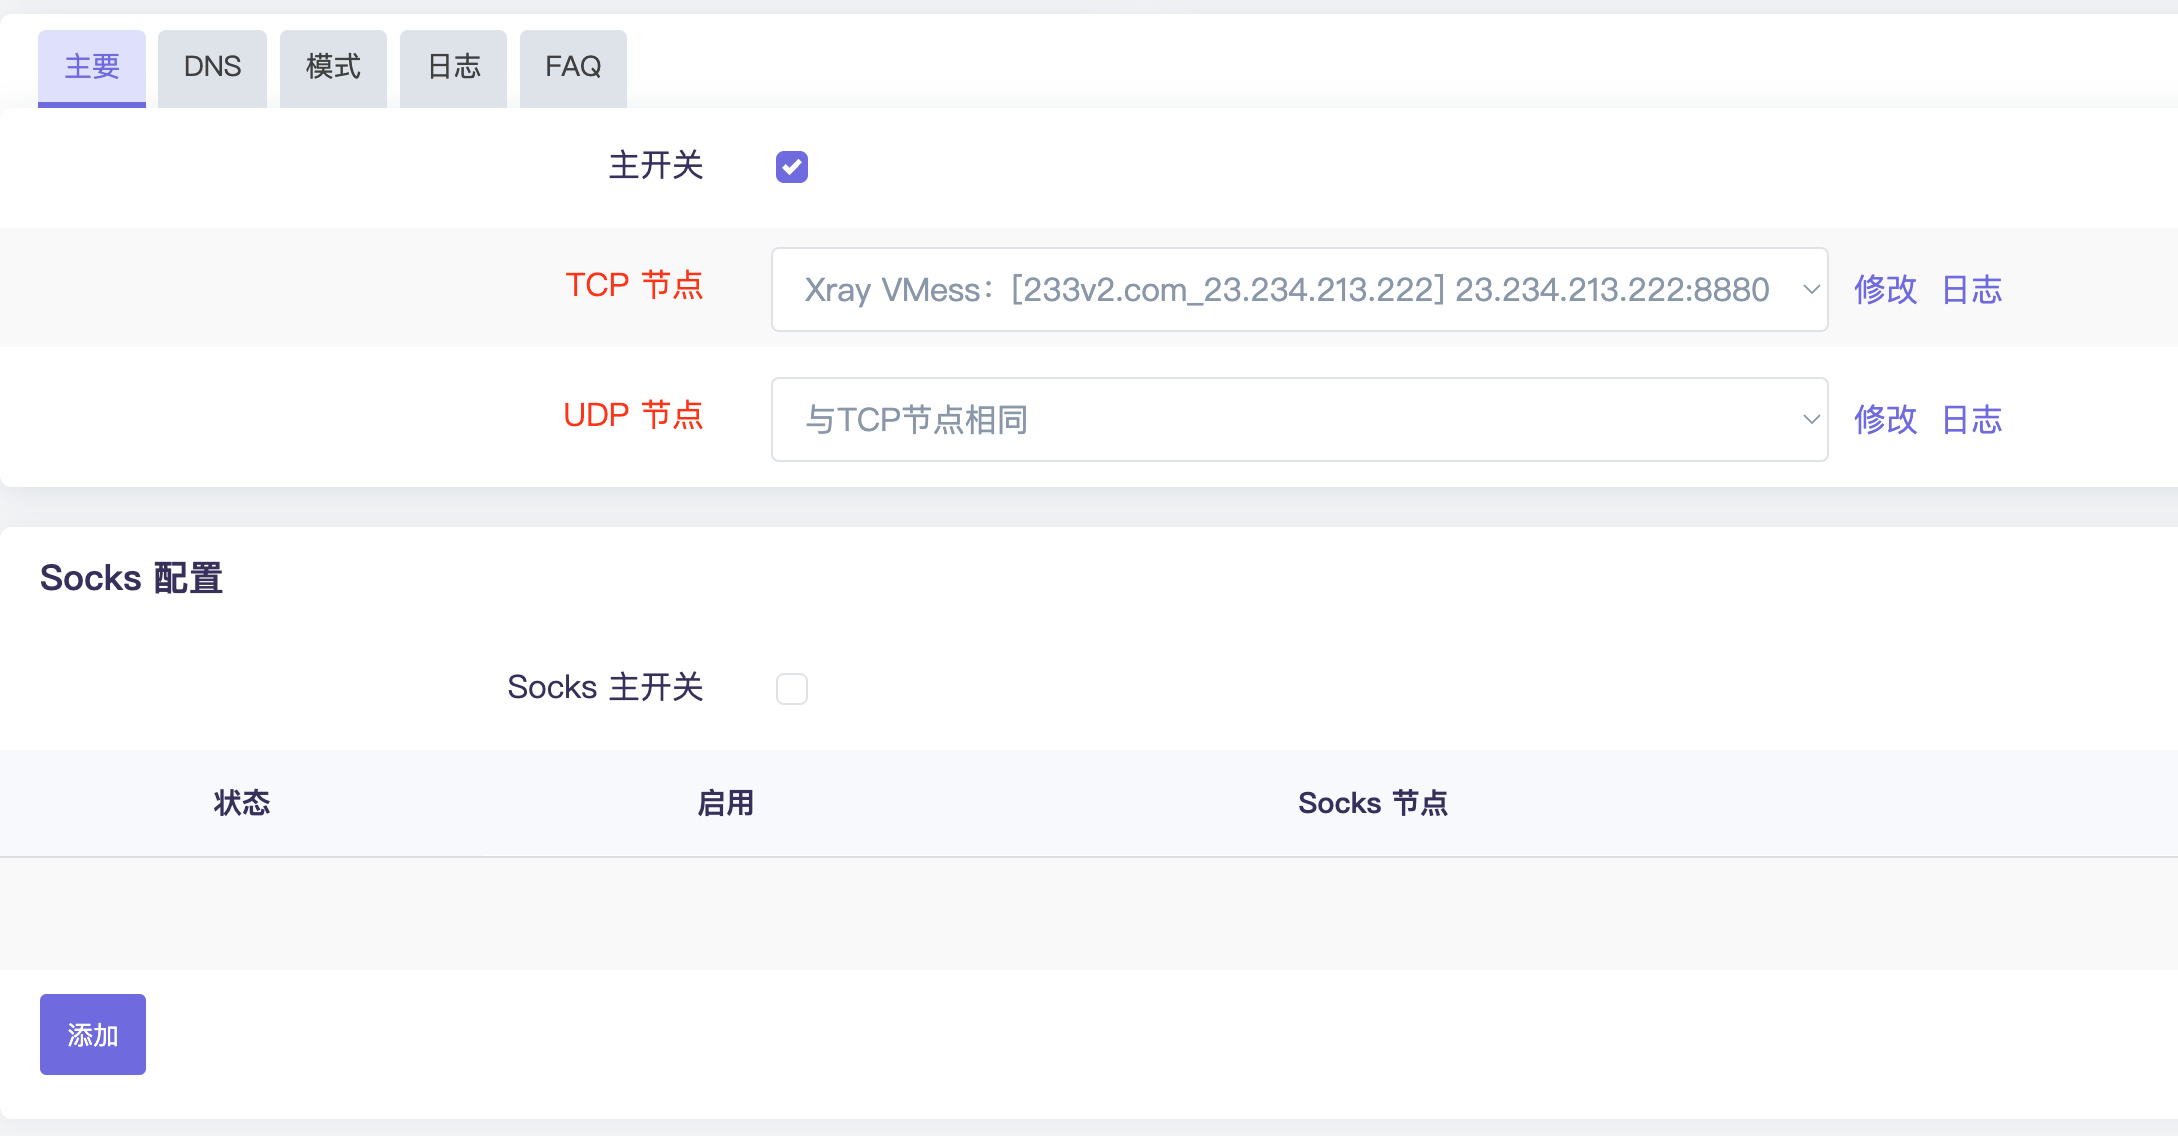 主要 DNS 模式 日志 FAQ
主开关
TCP 节点 Xray VMess：[233v2.com_23.234.213.222] 23.234.213.222:8880 修改 日志
UDP 节点 与TCP节点相同 修改 日志
Socks 配置
Socks 主开关
状态 启用 Socks 节点
添加